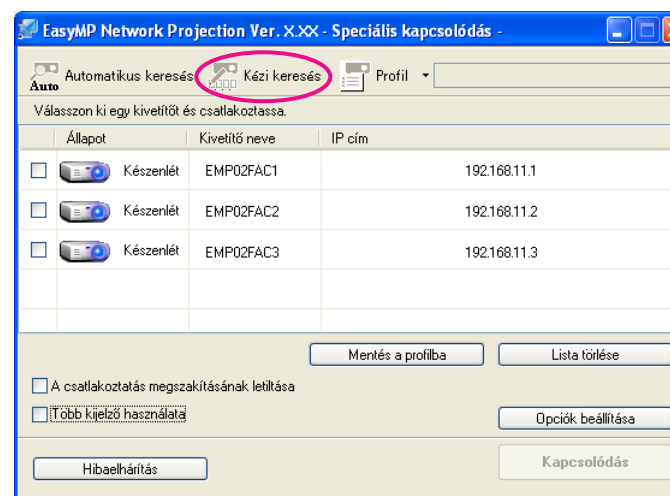 EasyMP Network Projection Ver. X.XX - Speciális kapcsolódás -
Auto Automatikus keresés Kézi keresés Profil
Válasszon ki egy kivetítőt és csatlakoztassa.
Állapot Kivetítő neve IP cím
Készenlét EMP02FAC1 192.168.11.1
Készenlét EMP02FAC2 192.168.11.2
Készenlét EMP02FAC3 192.168.11.3
Mentés a profilba Lista törlése
A csatlakoztatás megszakításának letiltása
Több kijelző használata
Opciók beállítása
Hibaelhárítás Kapcsolódás